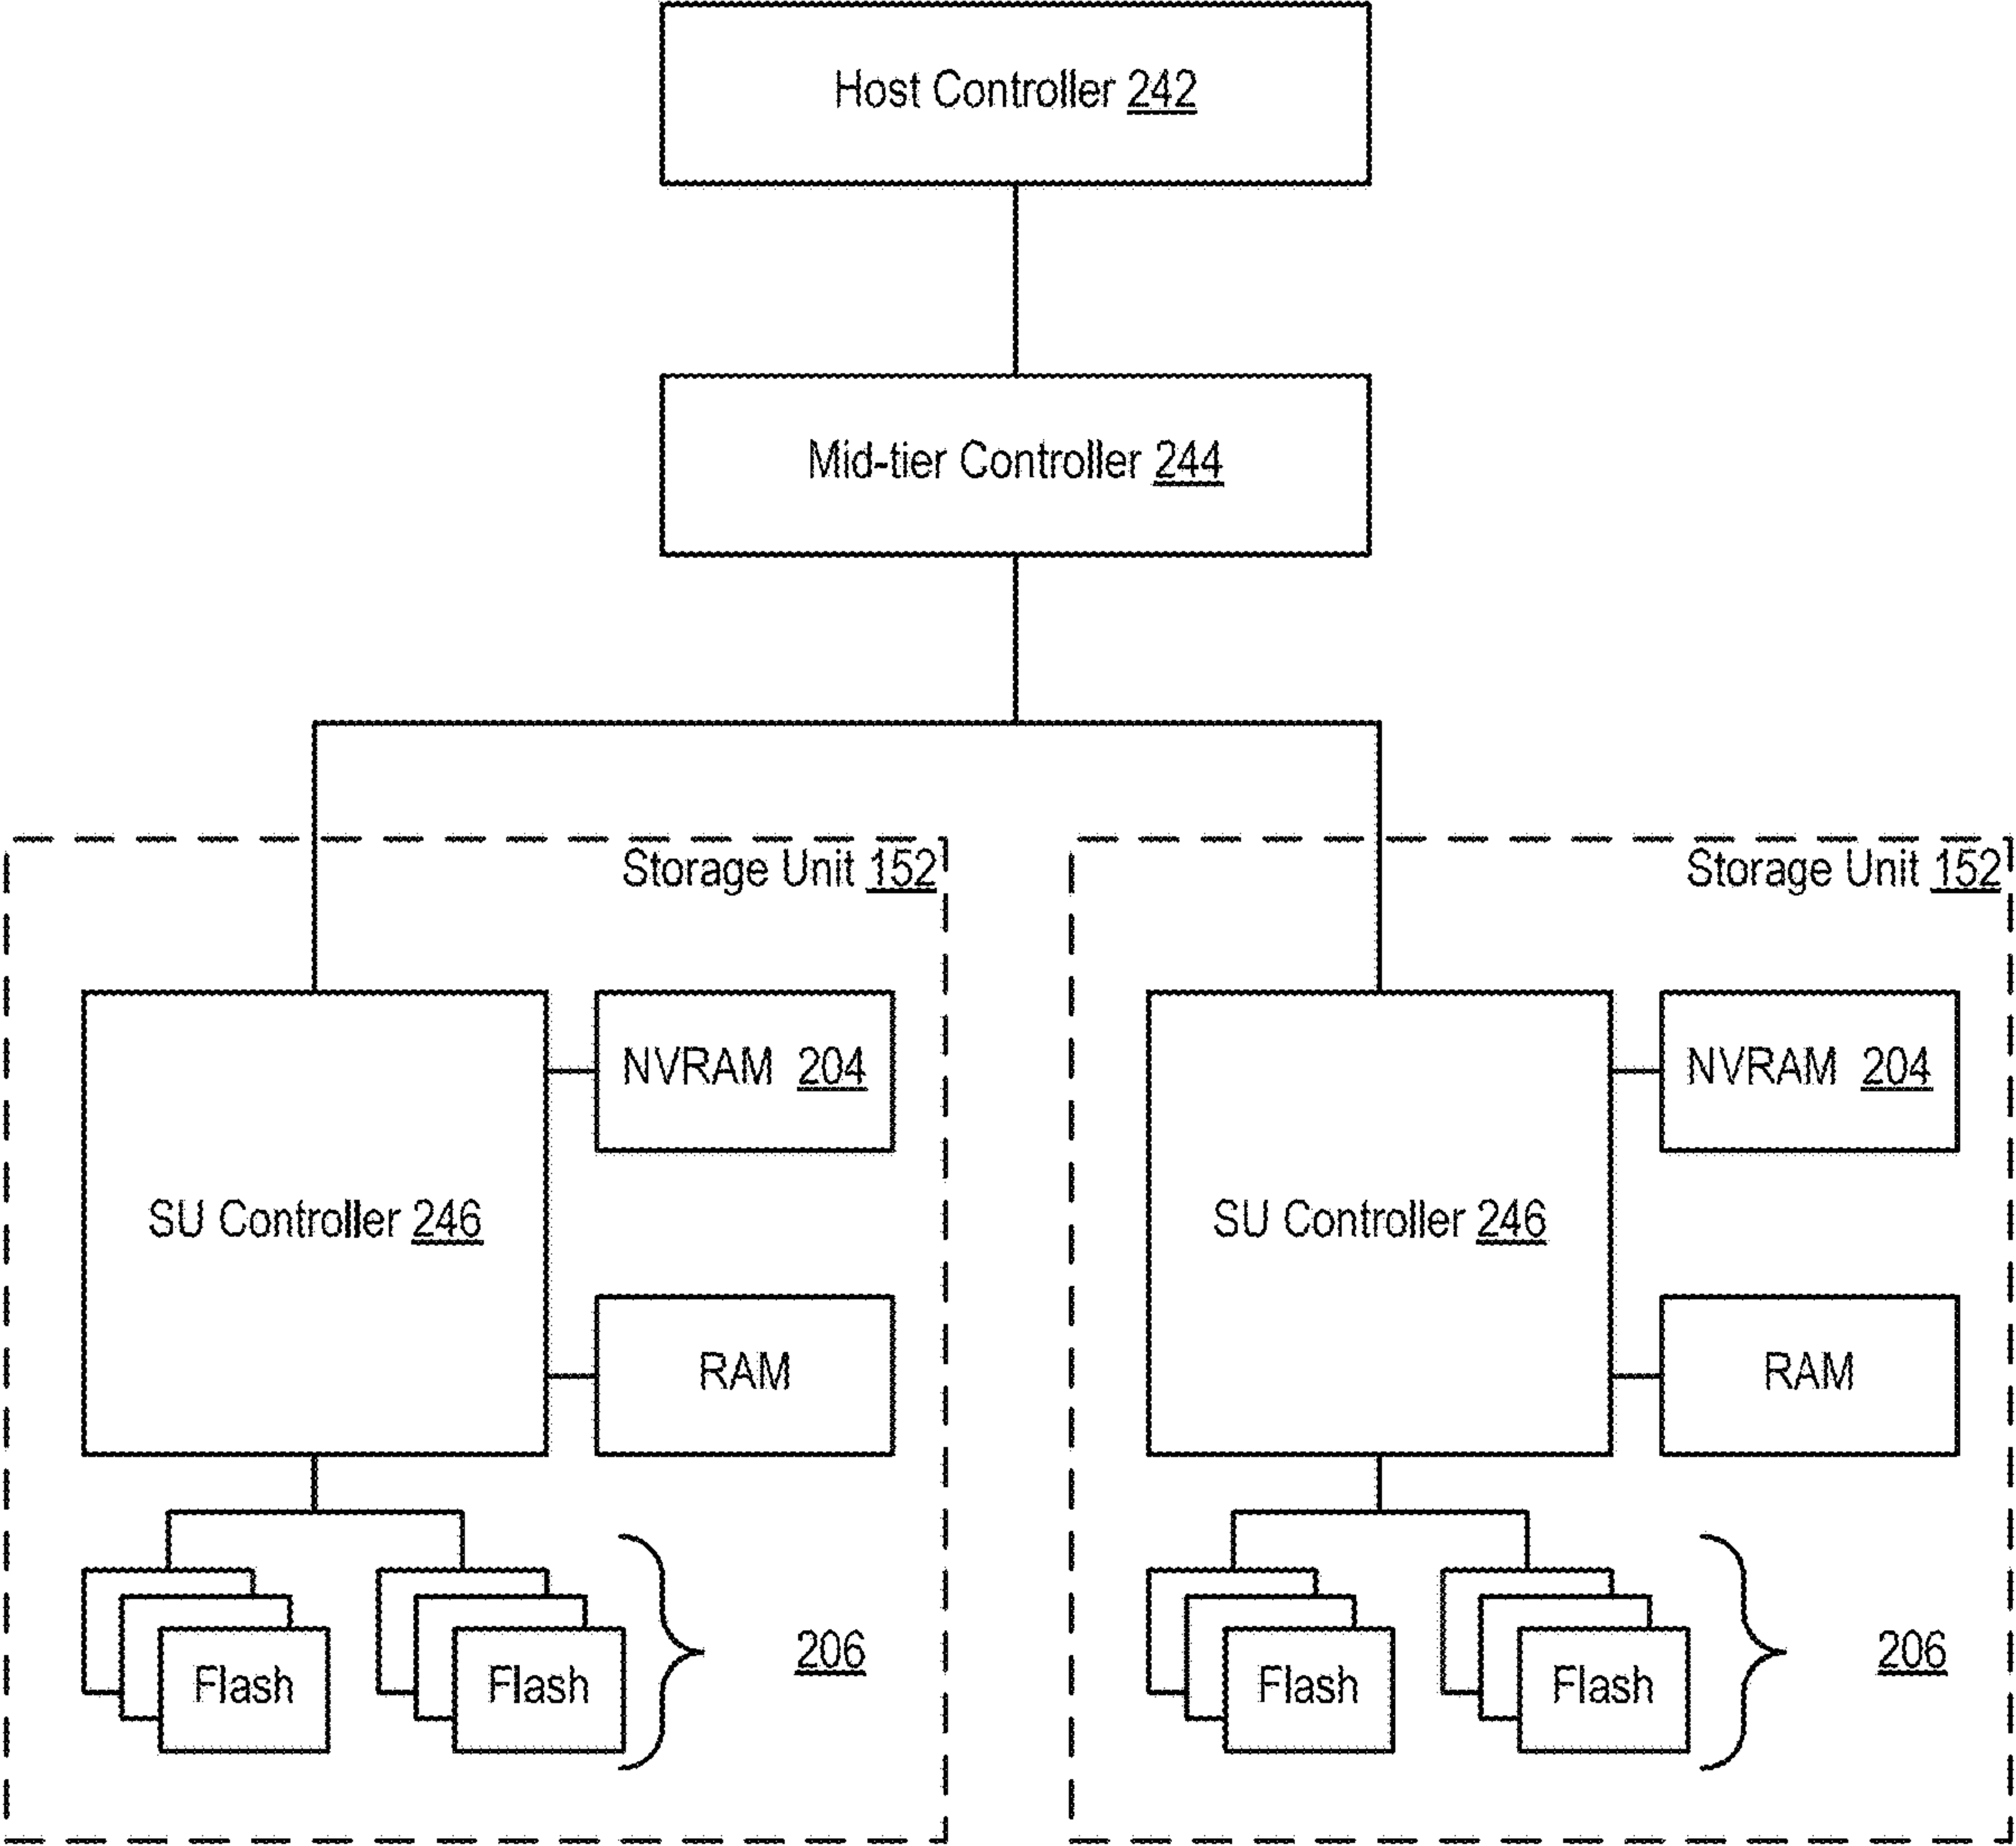 Host Controller 242
Mid-tier Controller 244
Storage Unit 152
NVRAM 204
SU Controller 246
RAM
Flash
Flash
206
Storage Unit 152
NVRAM 204
SU Controller 246
RAM
Flash
Flash
206